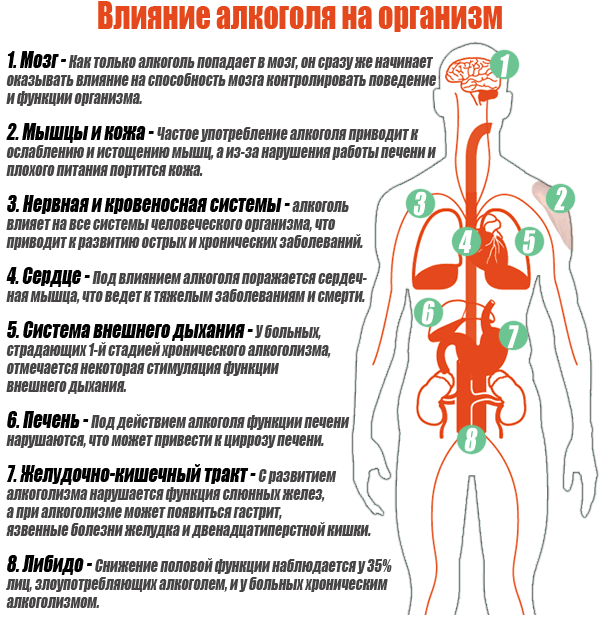 Влияние алкоголя на организм
1. Мозг - Как только алкоголь попадает в мозг, он сразу же начинает
оказывать влияние на способность мозга контролировать поведение
и функции организма.
2. Мышцы и кожа - Частое употребление алкоголя приводит к
ослаблению и истощению мышц, а из-за нарушения работы печени и
плохого питания портится кожа.
3. Нервная и кровеносная системы - алкоголь
влияет на все системы человеческого организма, что
приводит к развитию острых и хронических заболеваний.
4. Сердце - Под влиянием алкоголя поражается сердеч-
ная мышца, что ведет к тяжелым заболеваниям и смерти.
5. Система внешнего дыхания - У больных,
страдающих 1-й стадией хронического алкоголизма,
отмечается некоторая стимуляция функции
внешнего дыхания.
6. Печень - Под действием алкоголя функции печени
нарушаются, что может привести к циррозу печени.
7. Желудочно-кишечный тракт - С развитием
алкоголизма нарушается функция слюнных желез,
а при алкоголизме может появиться гастрит,
язвенные болезни желудка и двенадцатиперстной кишки.
8. Либидо - Снижение половой функции наблюдается у 35%
лиц, злоупотребляющих алкоголем, и у больных хроническим
алкоголизмом.
1
2
3
4
5
6
7
8